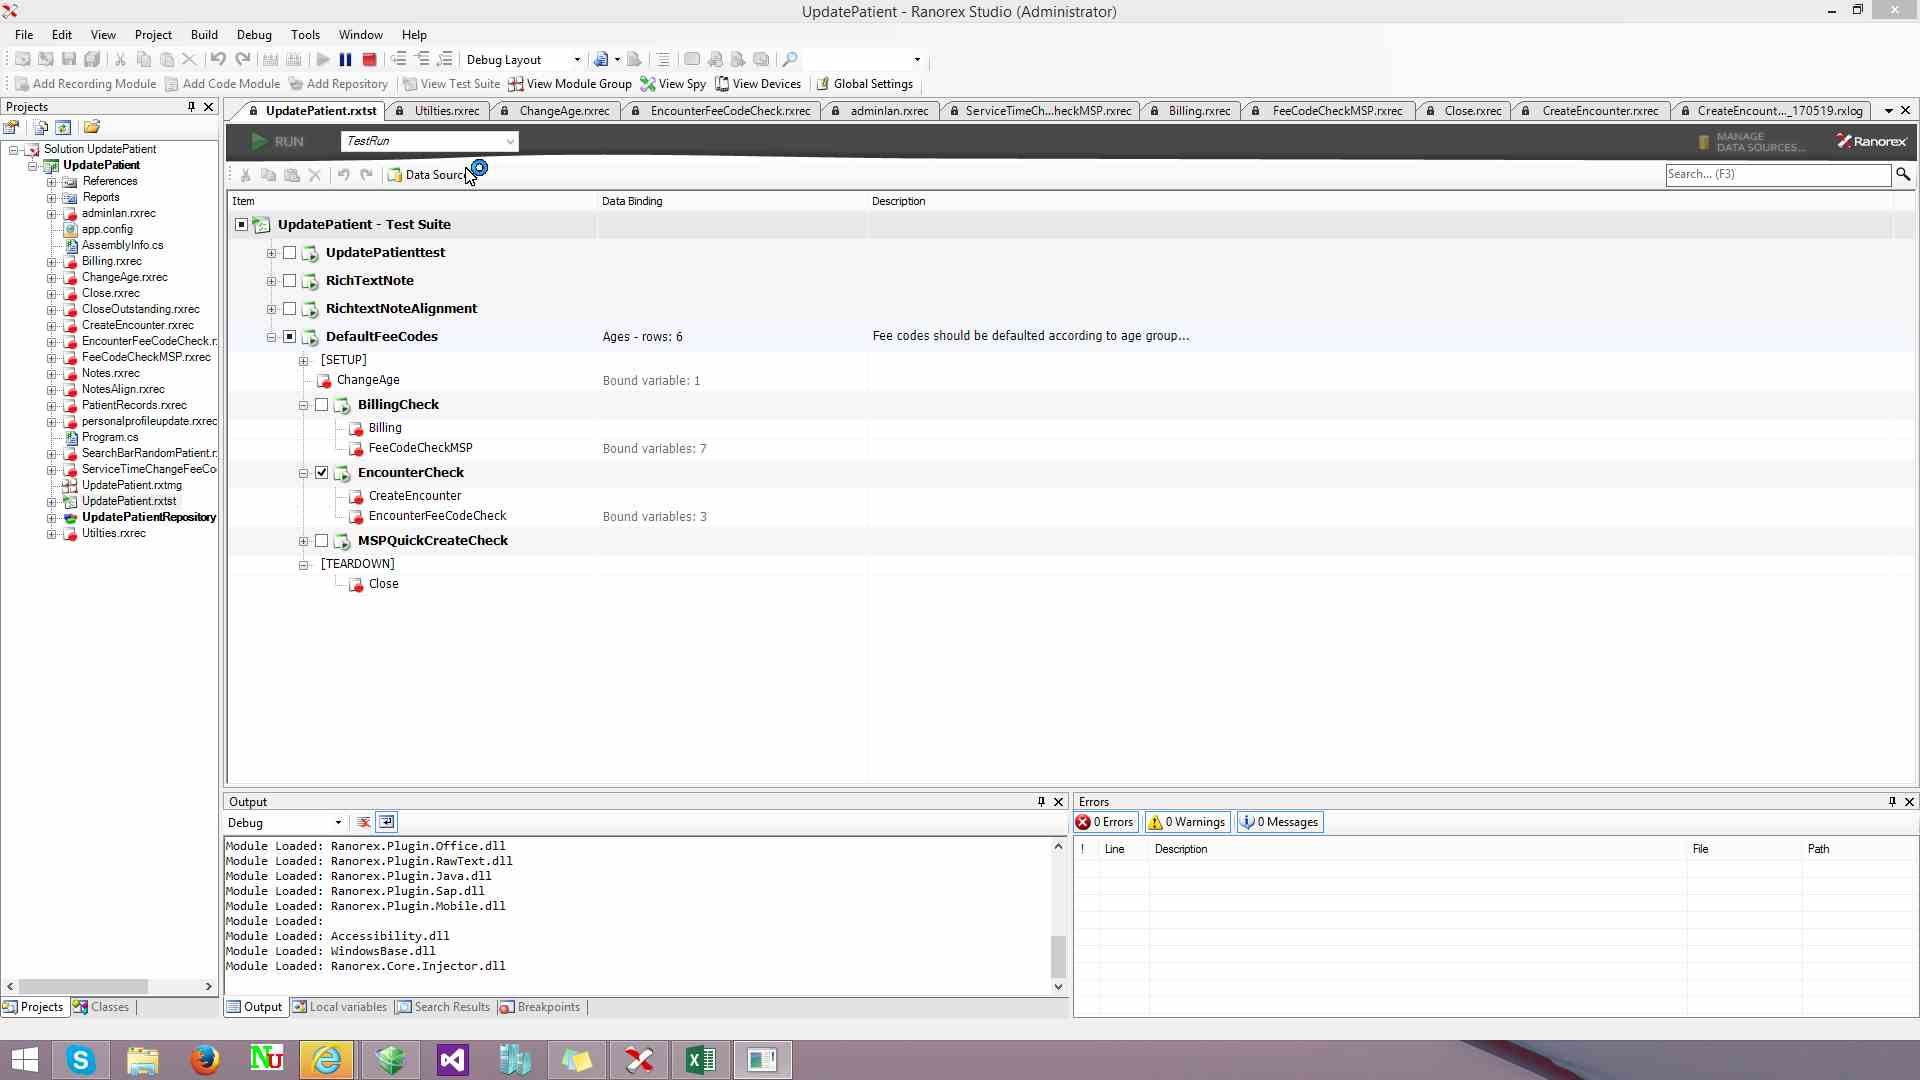 UpdatePatient - Ranorex Studio (Administrator)
File Edit View Project Build Debug Tools Window Help
Debug Layout
Add Recording Module Add Code Module Add Repository View Test Suite View Module Group View Spy View Devices Global Settings
Projects
UpdatePatient.rxtst Utilties.rxrec ChangeAge.rxrec EncounterFeeCodeCheck.rxrec adminlan.rxrec ServiceTimeCh...heckMSP.rxrec Billing.rxrec FeeCodeCheckMSP.rxrec Close.rxrec CreateEncounter.rxrec CreateEncount..._170519.rxlog
RUN TestRun MANAGE DATA SOURCES... Ranorex
Data Sourc
Search... (F3)
Solution UpdatePatient
UpdatePatient
References
Reports
adminlan.rxrec
app.config
AssemblyInfo.cs
Billing.rxrec
ChangeAge.rxrec
Close.rxrec
CloseOutstanding.rxrec
CreateEncounter.rxrec
EncounterFeeCodeCheck.r:
FeeCodeCheckMSP.rxrec
Notes.rxrec
NotesAlign.rxrec
PatientRecords.rxrec
personalprofileupdate.rxrec
Program.cs
SearchBarRandomPatient.r:
ServiceTimeChangeFeeCo
UpdatePatient.rxtmg
UpdatePatient.rxtst
UpdatePatientRepository
Utilties.rxrec
Projects Classes
Item Data Binding Description
UpdatePatient - Test Suite
UpdatePatienttest
RichTextNote
RichtextNoteAlignment
DefaultFeeCodes Ages - rows: 6 Fee codes should be defaulted according to age group...
[SETUP]
ChangeAge Bound variable: 1
BillingCheck
Billing
FeeCodeCheckMSP Bound variables: 7
EncounterCheck
CreateEncounter
EncounterFeeCodeCheck Bound variables: 3
MSPQuickCreateCheck
[TEARDOWN]
Close
Output
Debug
Module Loaded: Ranorex.Plugin.Office.dll
Module Loaded: Ranorex.Plugin.RawText.dll
Module Loaded: Ranorex.Plugin.Java.dll
Module Loaded: Ranorex.Plugin.Sap.dll
Module Loaded: Ranorex.Plugin.Mobile.dll
Module Loaded:
Module Loaded: Accessibility.dll
Module Loaded: WindowsBase.dll
Module Loaded: Ranorex.Core.Injector.dll
Output Local variables Search Results Breakpoints
Errors
0 Errors 0 Warnings 0 Messages
! Line Description File Path